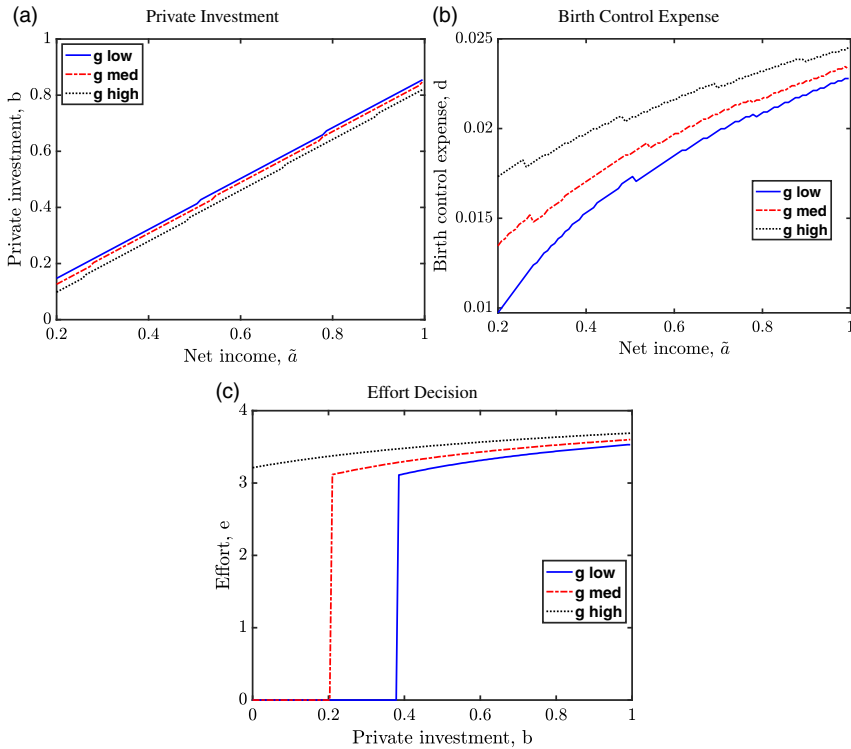 (a)
Private Investment
1
0.8
0.6
0.4
0.2
0
0.2
0.4
0.6
0.8
1
Private investment, b
Net income, ã
g low
g med
g high
(b)
Birth Control Expense
0.025
0.02
0.015
0.01
0.2
0.4
0.6
0.8
1
Birth control expense, d
Net income, ã
g low
g med
g high
(c)
Effort Decision
4
3
2
1
0
0
0.2
0.4
0.6
0.8
1
Effort, e
Private investment, b
g low
g med
g high